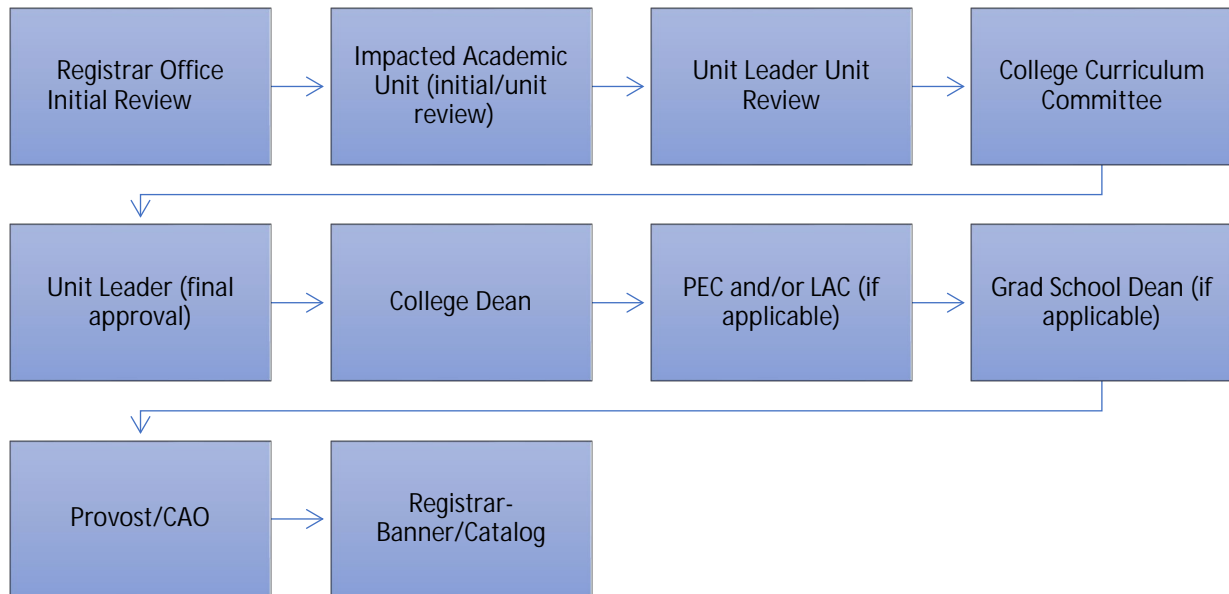 Registrar Office
Initial Review
Impacted Academic
Unit (initial/unit
review)
Unit Leader Unit
Review
College Curriculum
Committee
Unit Leader (final
approval)
College Dean
PEC and/or LAC (if
applicable)
Grad School Dean (if
applicable)
Provost/CAO
Registrar-
Banner/Catalog